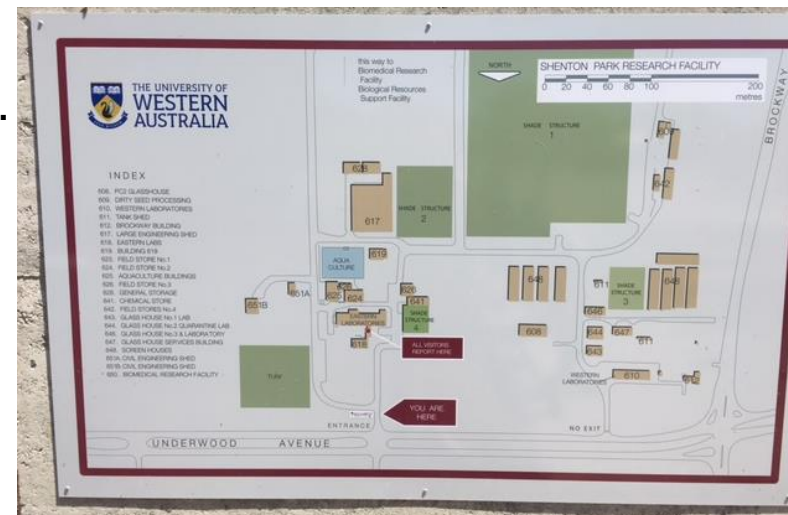 THE UNIVERSITY OF
WESTERN
AUSTRALIA
this way to
Biomedical Research
Facility
Biological Resources
Support Facility
NORTH
SHENTON PARK RESEARCH FACILITY
0 20 40 60 80 100 200
metres
BROCKWAY
INDEX
608. PC2 GLASSHOUSE
609. DIRTY SEED PROCESSING
610. WESTERN LABORATORIES
611. TANK SHED
612. BROCKWAY BUILDING
617. LARGE ENGINEERING SHED
618. EASTERN LABS
619. BUILDING 619
623. FIELD STORE No.1
624. FIELD STORE No.2
625. AQUACULTURE BUILDINGS
626. FIELD STORE No.3
628. GENERAL STORAGE
641. CHEMICAL STORE
642. FIELD STORES No.4
643. GLASS HOUSE No.1 LAB
644. GLASS HOUSE No.2 QUARANTINE LAB
646. GLASS HOUSE No.3 & LABORATORY
647. GLASS HOUSE SERVICES BUILDING
648. SCREEN HOUSES
651A. CIVIL ENGINEERING SHED
651B. CIVIL ENGINEERING SHED
650. BIOMEDICAL RESEARCH FACILITY
SHADE STRUCTURE
1
628
617
SHADE STRUCTURE
2
642
AQUA
CULTURE
619
651B
651A
625
624
626
641
648
611
SHADE
STRUCTURE
3
648
646
EASTERN
LABORATORIES
SHADE
STRUCTURE
4
608
644
647
611
618
ALL VISITORS
REPORT HERE
643
WESTERN
LABORATORIES
610
612
TURF
YOU ARE
HERE
ENTRANCE
NO EXIT
UNDERWOOD AVENUE